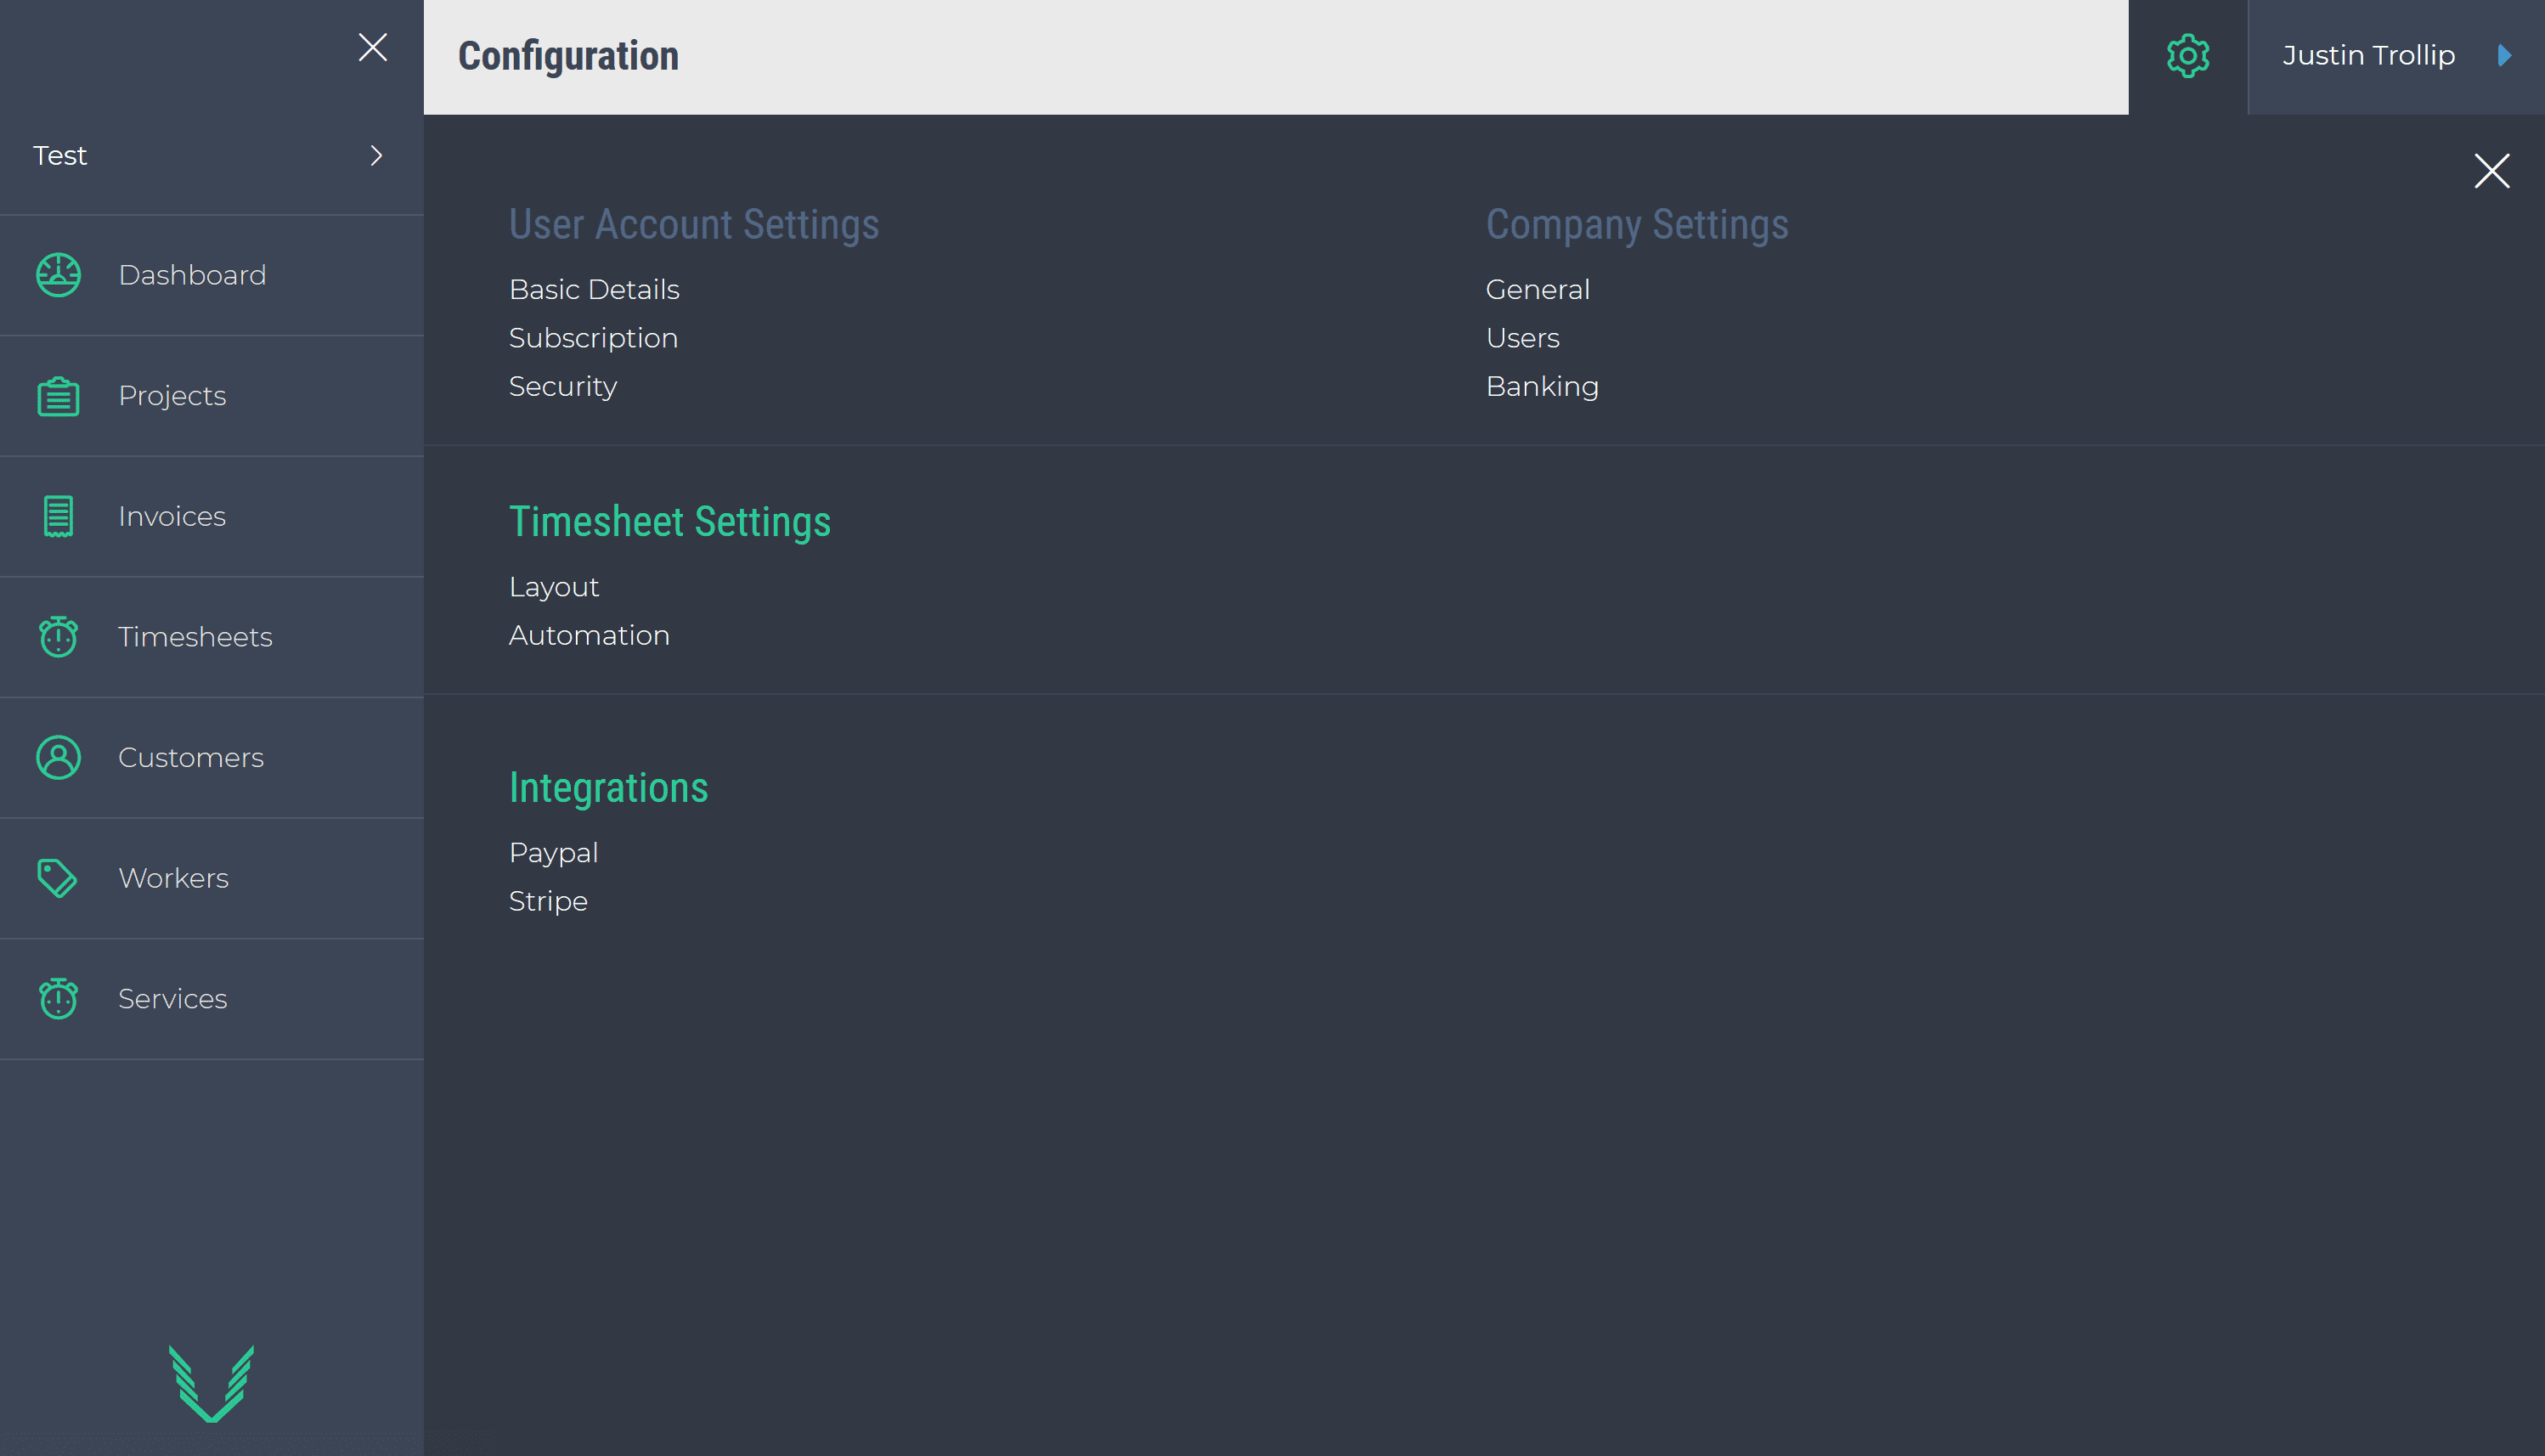 Configuration
Justin Trollip
Test
Dashboard
Projects
Invoices
Timesheets
Customers
Workers
Services
User Account Settings
Basic Details
Subscription
Security
Company Settings
General
Users
Banking
Timesheet Settings
Layout
Automation
Integrations
Paypal
Stripe